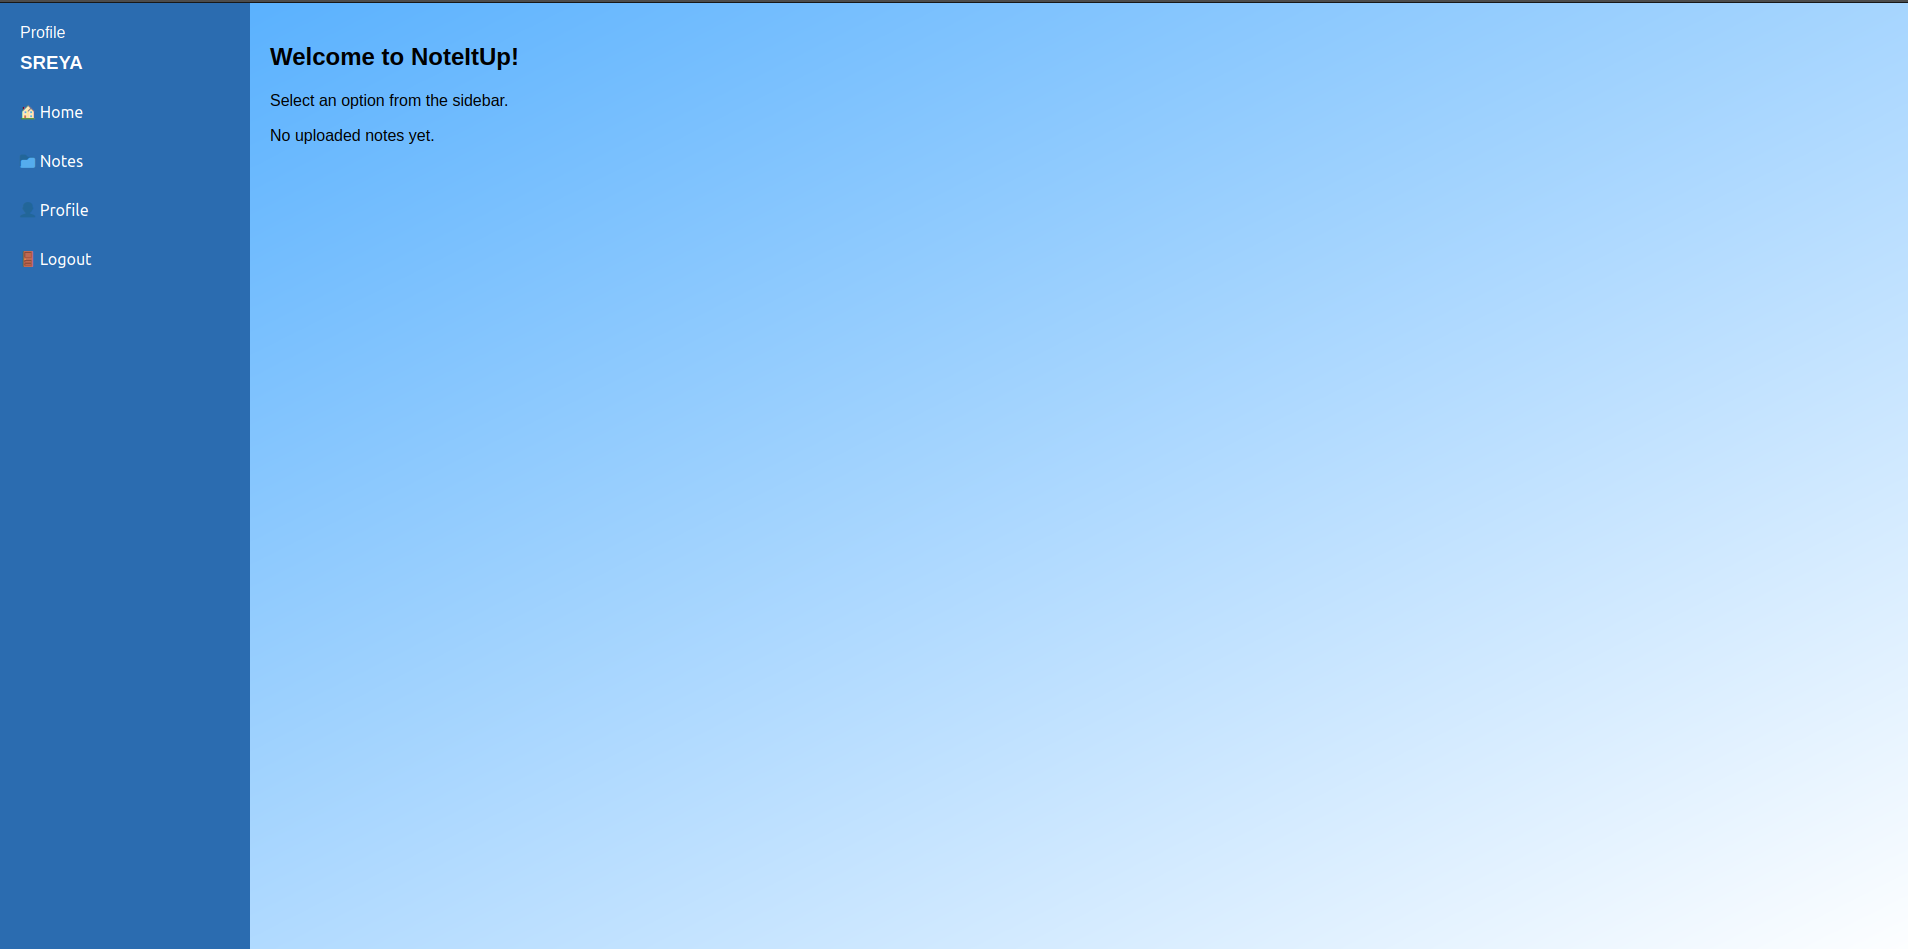 Profile
SREYA
Home
Notes
Profile
Logout
Welcome to NoteItUp!
Select an option from the sidebar.
No uploaded notes yet.